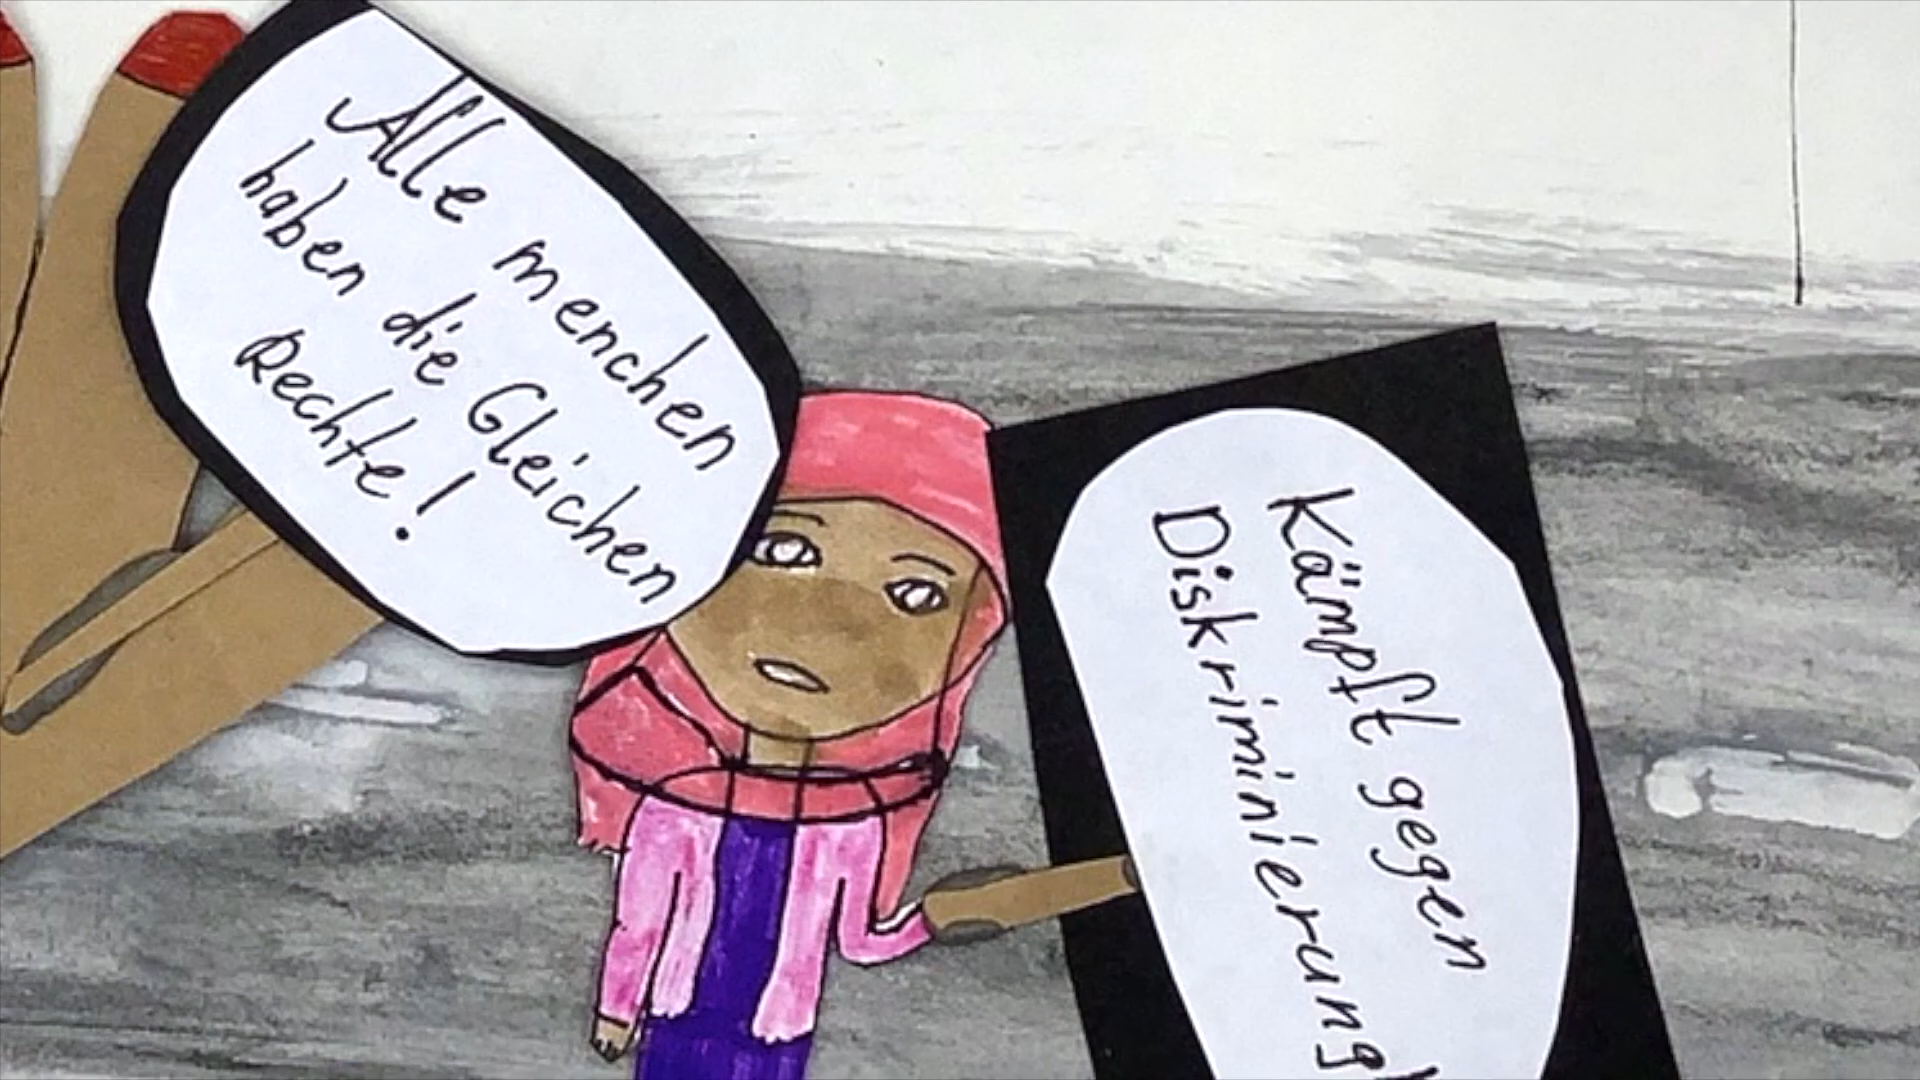 Alle menchen
haben die Gleichen
Rechte!
Kämpft gegen
Diskriminierung!